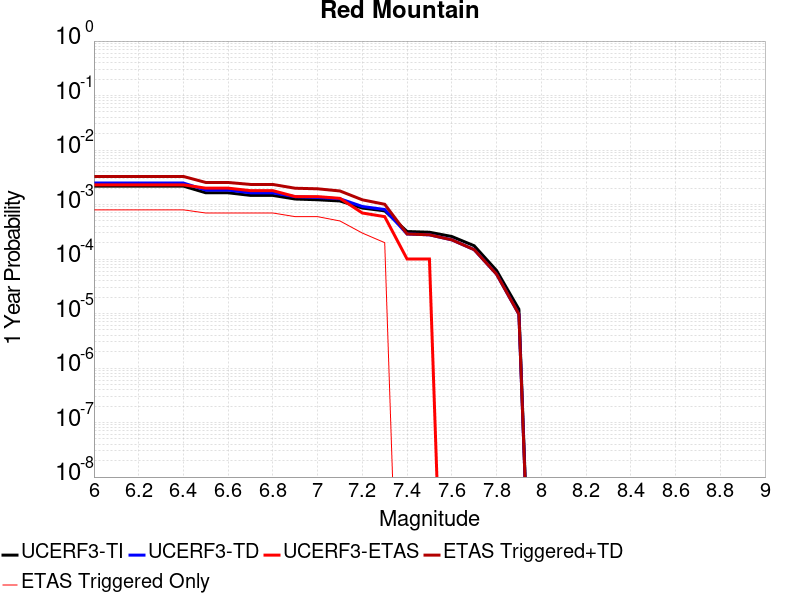 Red Mountain
10^0
10^-1
10^-2
10^-3
10^-4
10^-5
10^-6
10^-7
10^-8
1 Year Probability
6 6.2 6.4 6.6 6.8 7 7.2 7.4 7.6 7.8 8 8.2 8.4 8.6 8.8 9
Magnitude
UCERF3-TI UCERF3-TD UCERF3-ETAS ETAS Triggered+TD
ETAS Triggered Only